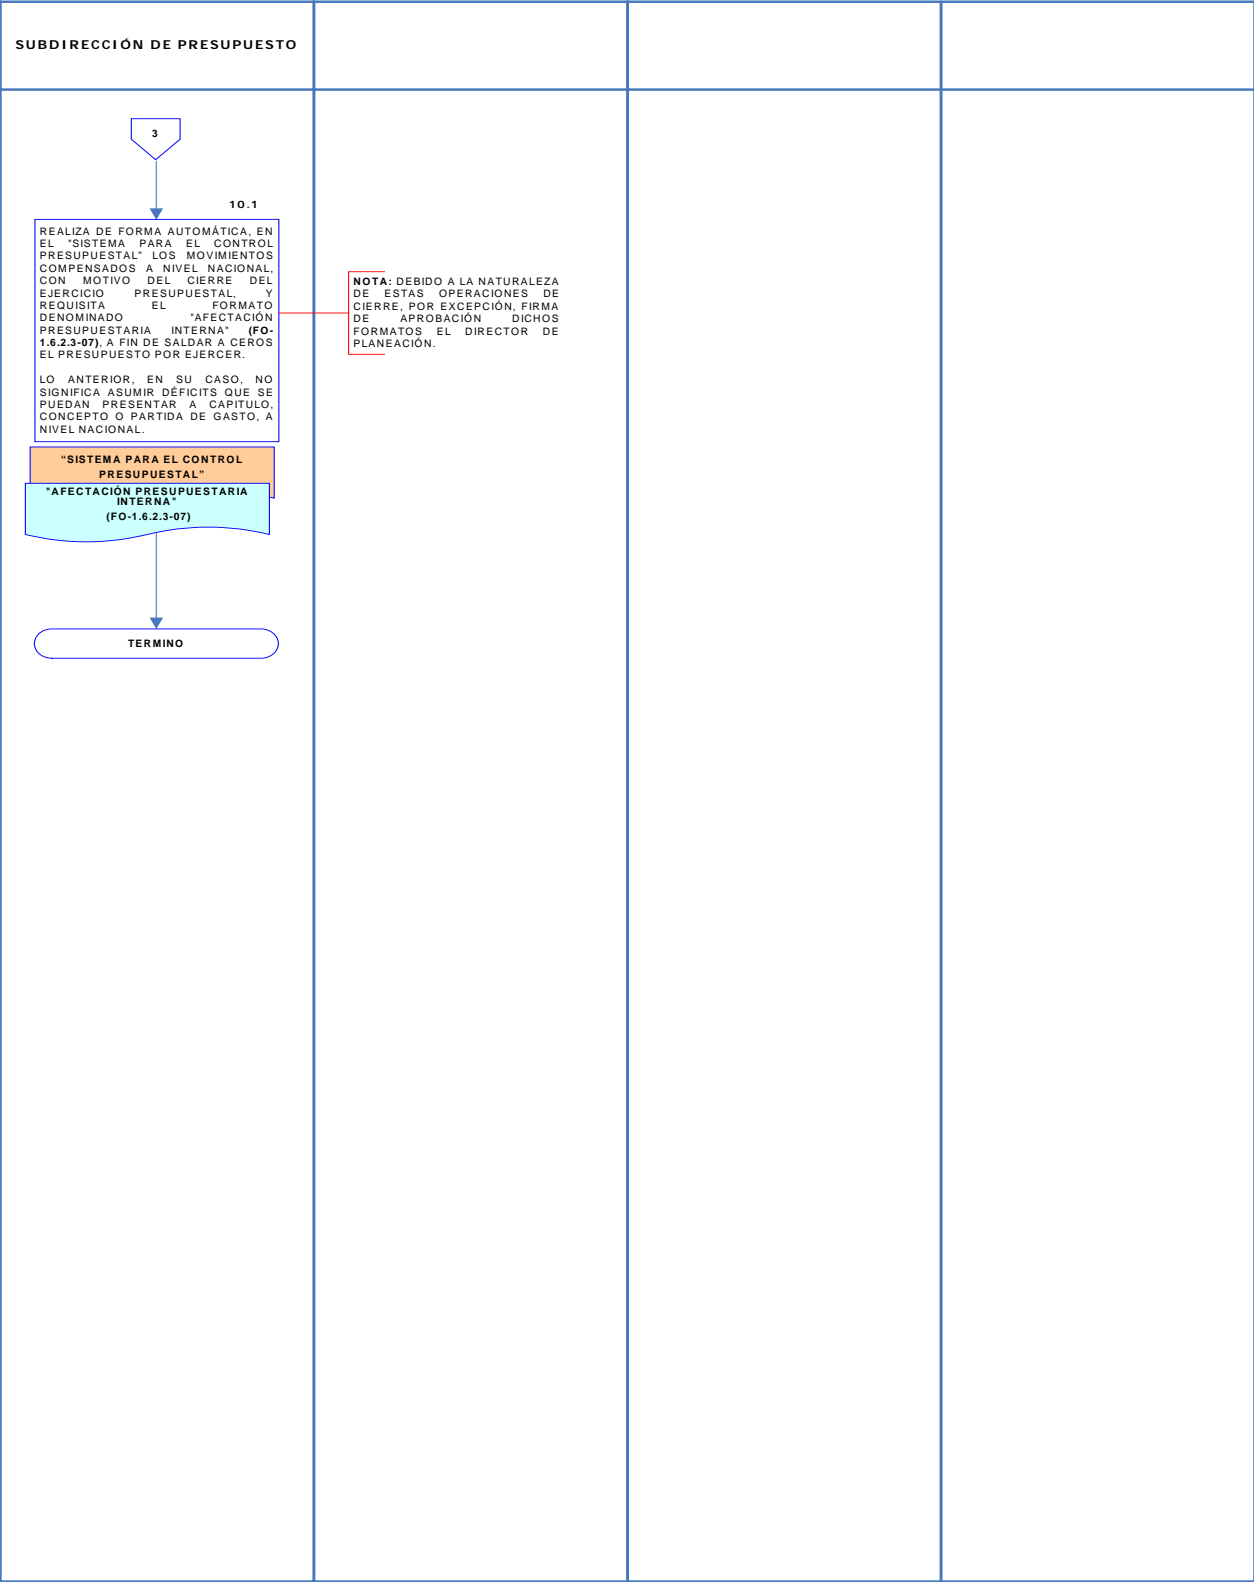 SUBDIRECCIÓN DE PRESUPUESTO
3
10.1
REALIZA DE FORMA AUTOMÁTICA, EN
EL "SISTEMA PARA EL CONTROL
PRESUPUESTAL" LOS MOVIMIENTOS
COMPENSADOS A NIVEL NACIONAL,
CON MOTIVO DEL CIERRE DEL
EJERCICIO PRESUPUESTAL, Y
REQUISITA EL FORMATO
DENOMINADO "AFECTACIÓN
PRESUPUESTARIA INTERNA" (FO-
1.6.2.3-07), A FIN DE SALDAR A CEROS
EL PRESUPUESTO POR EJERCER.
LO ANTERIOR, EN SU CASO, NO
SIGNIFICA ASUMIR DÉFICITS QUE SE
PUEDAN PRESENTAR A CAPITULO,
CONCEPTO O PARTIDA DE GASTO, A
NIVEL NACIONAL.
NOTA: DEBIDO A LA NATURALEZA
DE ESTAS OPERACIONES DE
CIERRE, POR EXCEPCIÓN, FIRMA
DE APROBACIÓN DICHOS
FORMATOS EL DIRECTOR DE
PLANEACIÓN.
"SISTEMA PARA EL CONTROL
PRESUPUESTAL"
"AFECTACIÓN PRESUPUESTARIA
INTERNA"
(FO-1.6.2.3-07)
TERMINO